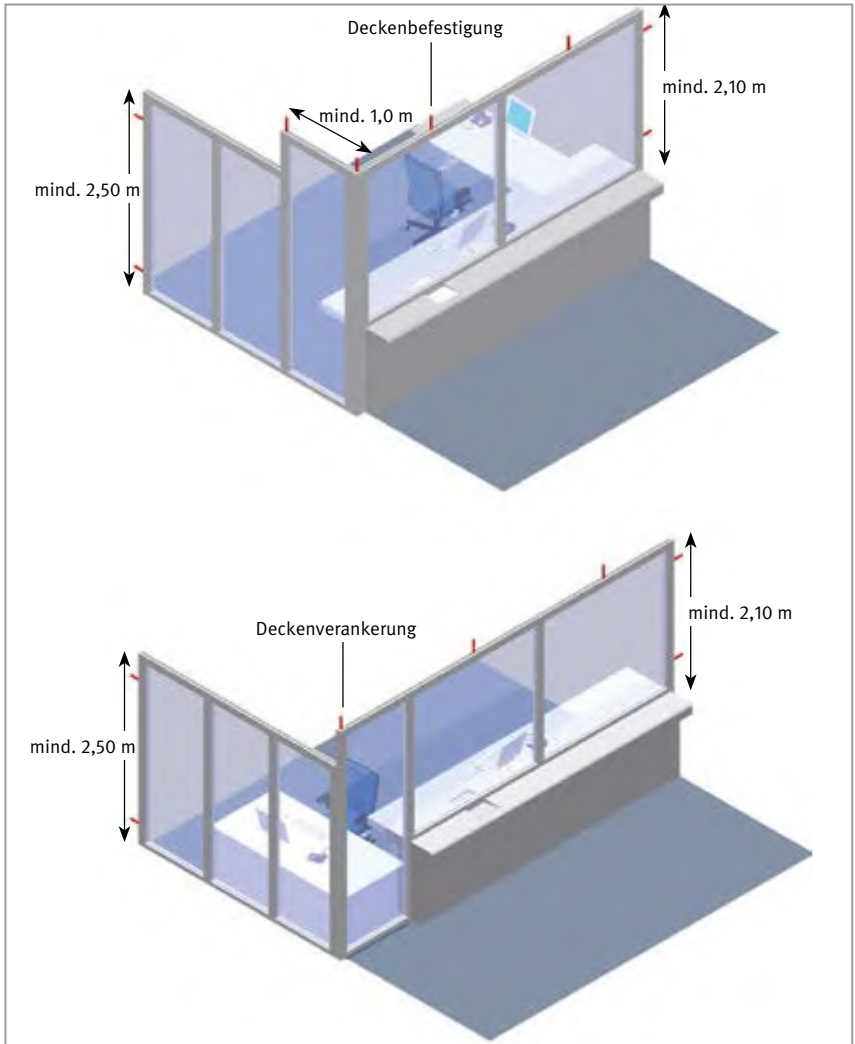 Deckenbefestigung
mind. 2,10 m
mind. 1,0 m
mind. 2,50 m
Deckenverankerung
mind. 2,10 m
mind. 2,50 m